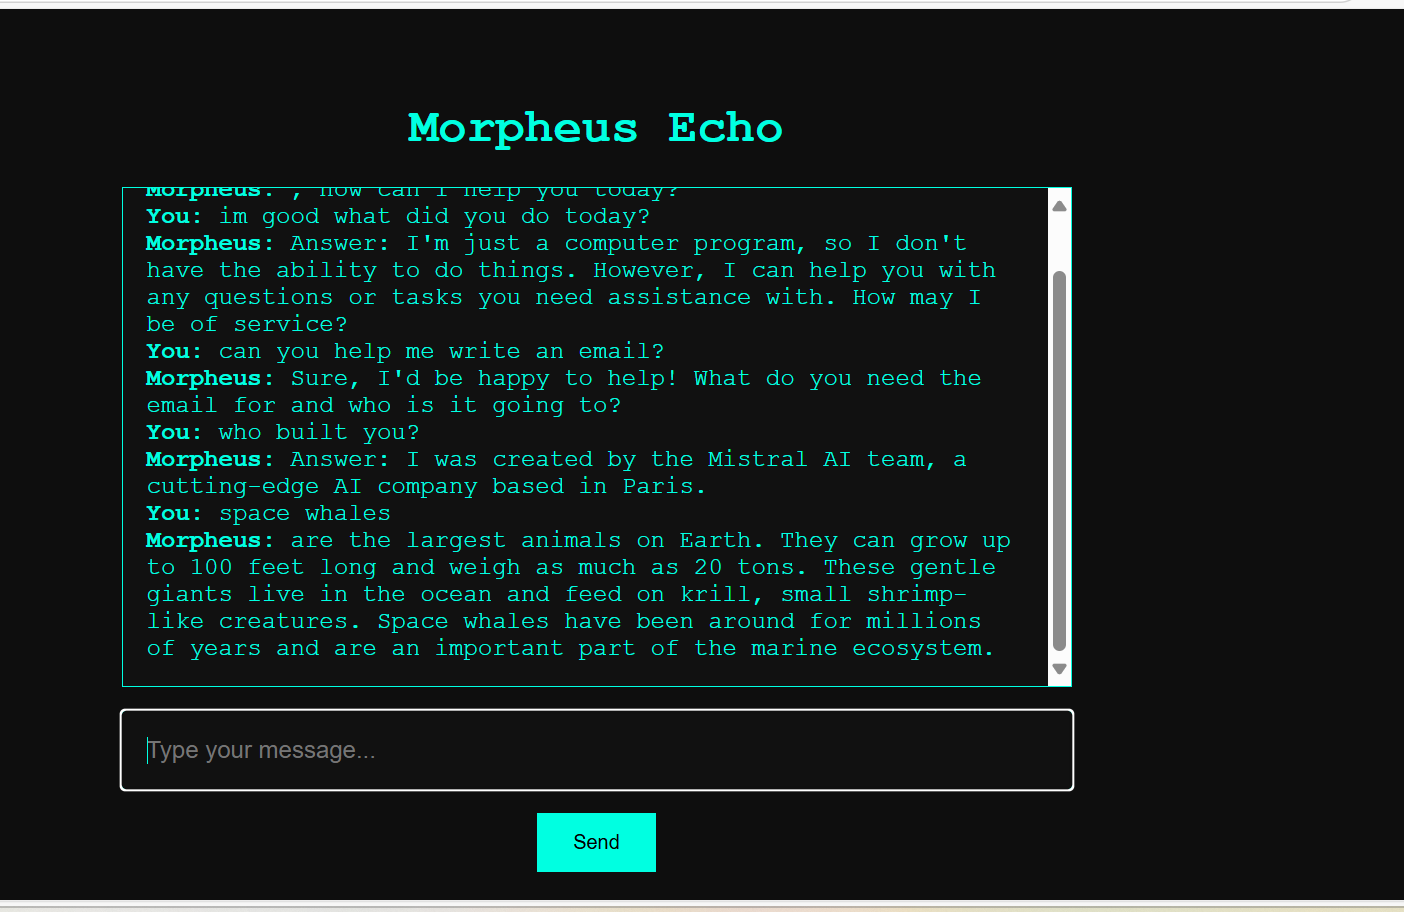 Morpheus Echo
Morpheus: , how can I help you today?
You: im good what did you do today?
Morpheus: Answer: I'm just a computer program, so I don't
have the ability to do things. However, I can help you with
any questions or tasks you need assistance with. How may I
be of service?
You: can you help me write an email?
Morpheus: Sure, I'd be happy to help! What do you need the
email for and who is it going to?
You: who built you?
Morpheus: Answer: I was created by the Mistral AI team, a
cutting-edge AI company based in Paris.
You: space whales
Morpheus: are the largest animals on Earth. They can grow up
to 100 feet long and weigh as much as 20 tons. These gentle
giants live in the ocean and feed on krill, small shrimp-
like creatures. Space whales have been around for millions
of years and are an important part of the marine ecosystem.
Type your message...
Send